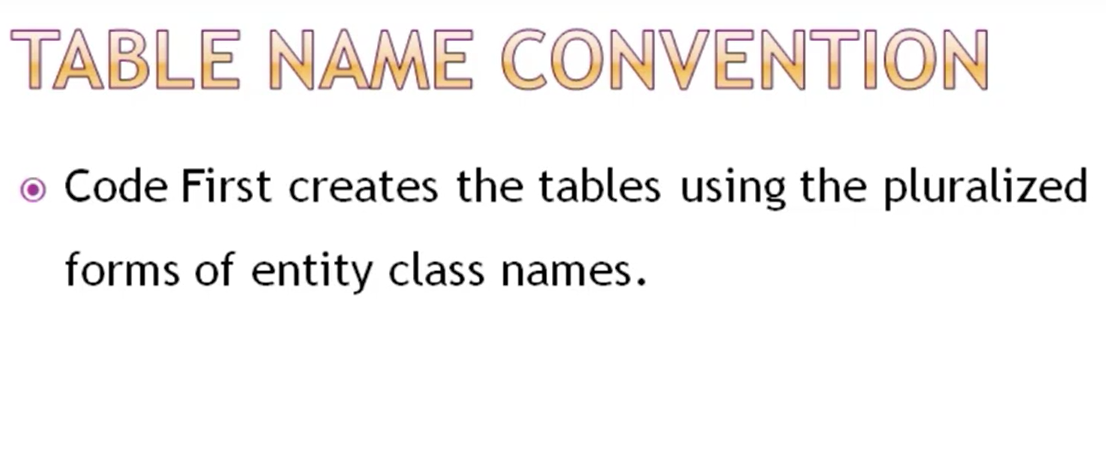 TABLE NAME CONVENTION
Code First creates the tables using the pluralized
forms of entity class names.